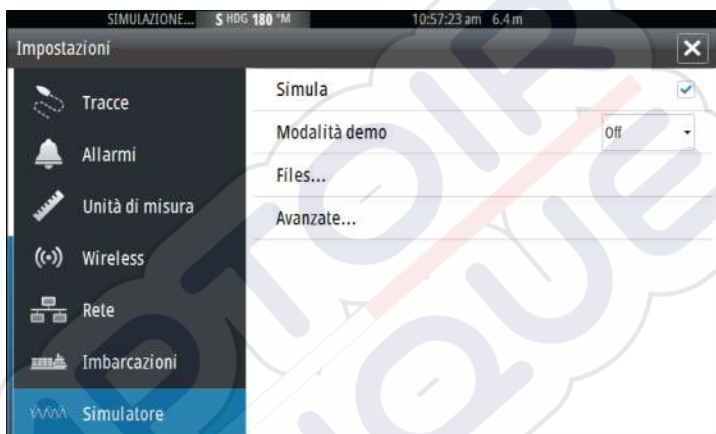 SIMULAZIONE... S HDG 180 °M 10:57:23 am 6.4 m
Impostazioni
Tracce
Allarmi
Unità di misura
Wireless
Rete
Imbarcazioni
Simulatore
Simula
Modalità demo Off
Files...
Avanzate...